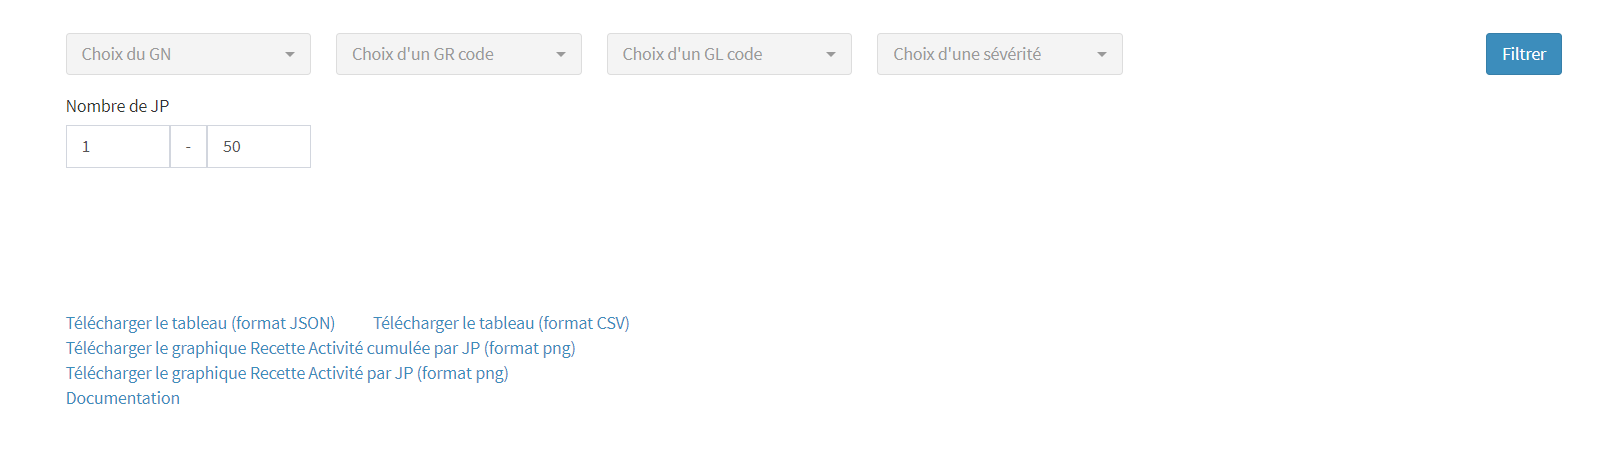 Choix du GN Choix d'un GR code Choix d'un GL code Choix d'une sévérité Filtrer
Nombre de JP
1 - 50
Télécharger le tableau (format JSON) Télécharger le tableau (format CSV)
Télécharger le graphique Recette Activité cumulée par JP (format png)
Télécharger le graphique Recette Activité par JP (format png)
Documentation